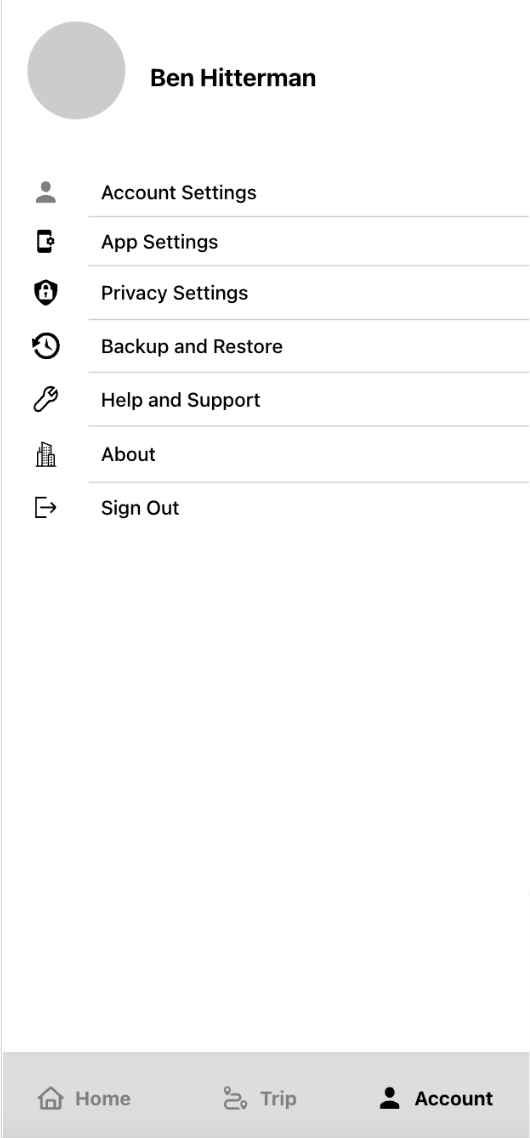 Ben Hitterman
Account Settings
App Settings
Privacy Settings
Backup and Restore
Help and Support
About
Sign Out
Home
Trip
Account